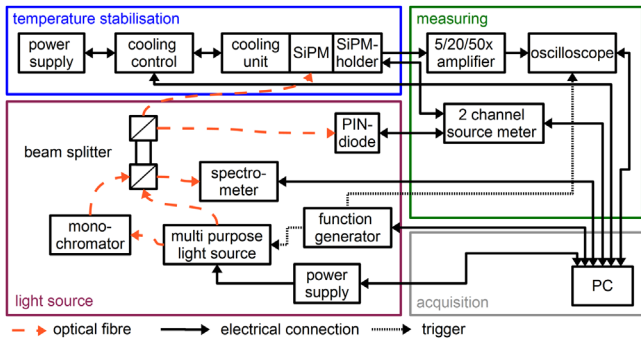 temperature stabilisation
measuring
power
supply
cooling
control
cooling
unit
SiPM
SiPM-
holder
5/20/50x
amplifier
oscilloscope
light source
beam splitter
PIN-
diode
2 channel
source meter
spectro-
meter
mono-
chromator
multi purpose
light source
function
generator
power
supply
PC
acquisition
optical fibre
electrical connection
trigger